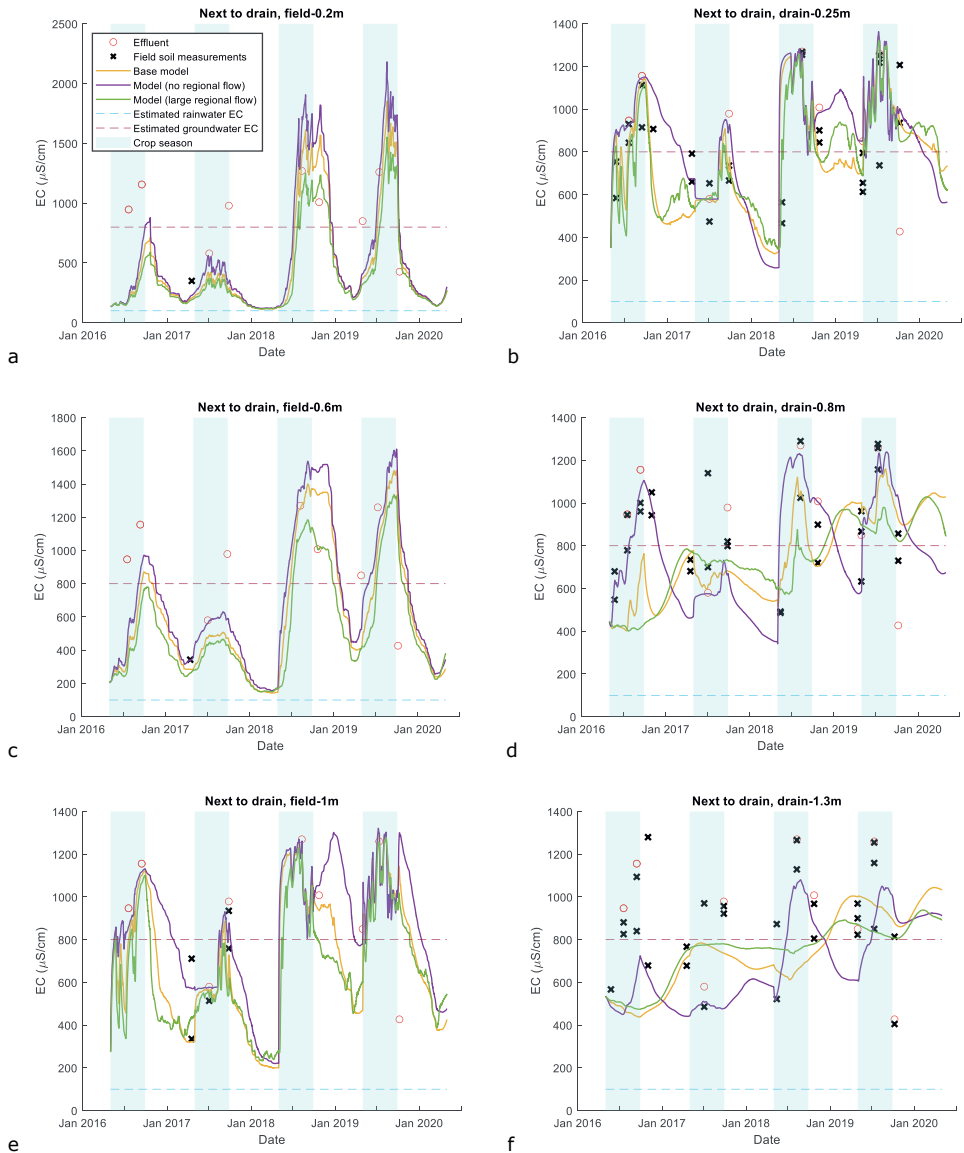 Next to drain, field-0.2m
2500
2000
1500
1000
500
0
EC (μS/cm)
Effluent
Field soil measurements
Base model
Model (no regional flow)
Model (large regional flow)
Estimated rainwater EC
Estimated groundwater EC
Crop season
Jan 2016 Jan 2017 Jan 2018 Jan 2019 Jan 2020
Date
a
Next to drain, drain-0.25m
1400
1200
1000
800
600
400
200
0
EC (μS/cm)
Jan 2016 Jan 2017 Jan 2018 Jan 2019 Jan 2020
Date
b
Next to drain, field-0.6m
1800
1600
1400
1200
1000
800
600
400
200
0
EC (μS/cm)
Jan 2016 Jan 2017 Jan 2018 Jan 2019 Jan 2020
Date
c
Next to drain, drain-0.8m
1400
1200
1000
800
600
400
200
0
EC (μS/cm)
Jan 2016 Jan 2017 Jan 2018 Jan 2019 Jan 2020
Date
d
Next to drain, field-1m
1400
1200
1000
800
600
400
200
0
EC (μS/cm)
Jan 2016 Jan 2017 Jan 2018 Jan 2019 Jan 2020
Date
e
Next to drain, drain-1.3m
1400
1200
1000
800
600
400
200
0
EC (μS/cm)
Jan 2016 Jan 2017 Jan 2018 Jan 2019 Jan 2020
Date
f